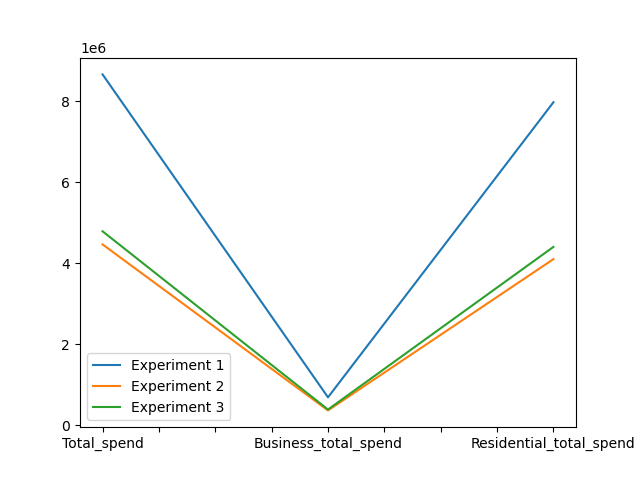 1e6
8
6
4
2
0
Experiment 1
Experiment 2
Experiment 3
Total_spend Business_total_spend Residential_total_spend